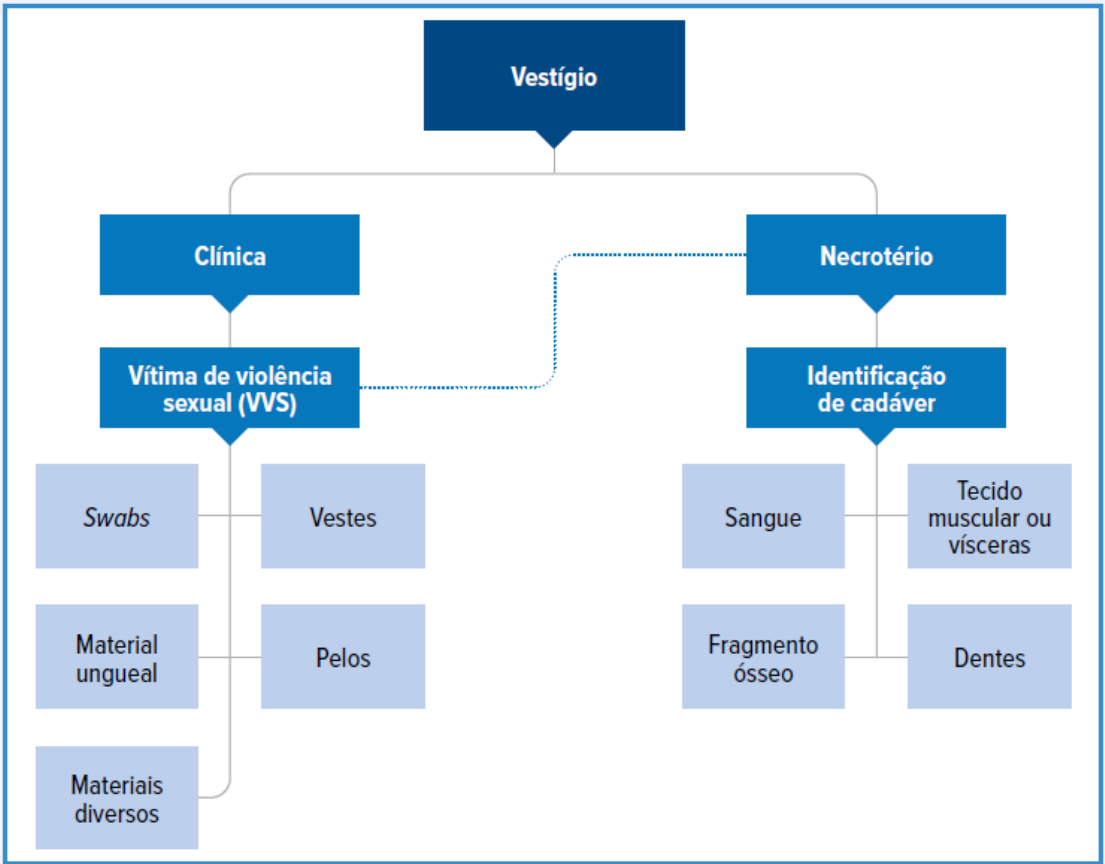 Vestígio
Clínica
Necrotério
Vítima de violência
sexual (VVS)
Identificação
de cadáver
Swabs
Vestes
Sangue
Tecido
muscular ou
vísceras
Material
ungueal
Pelos
Fragmento
ósseo
Dentes
Materiais
diversos